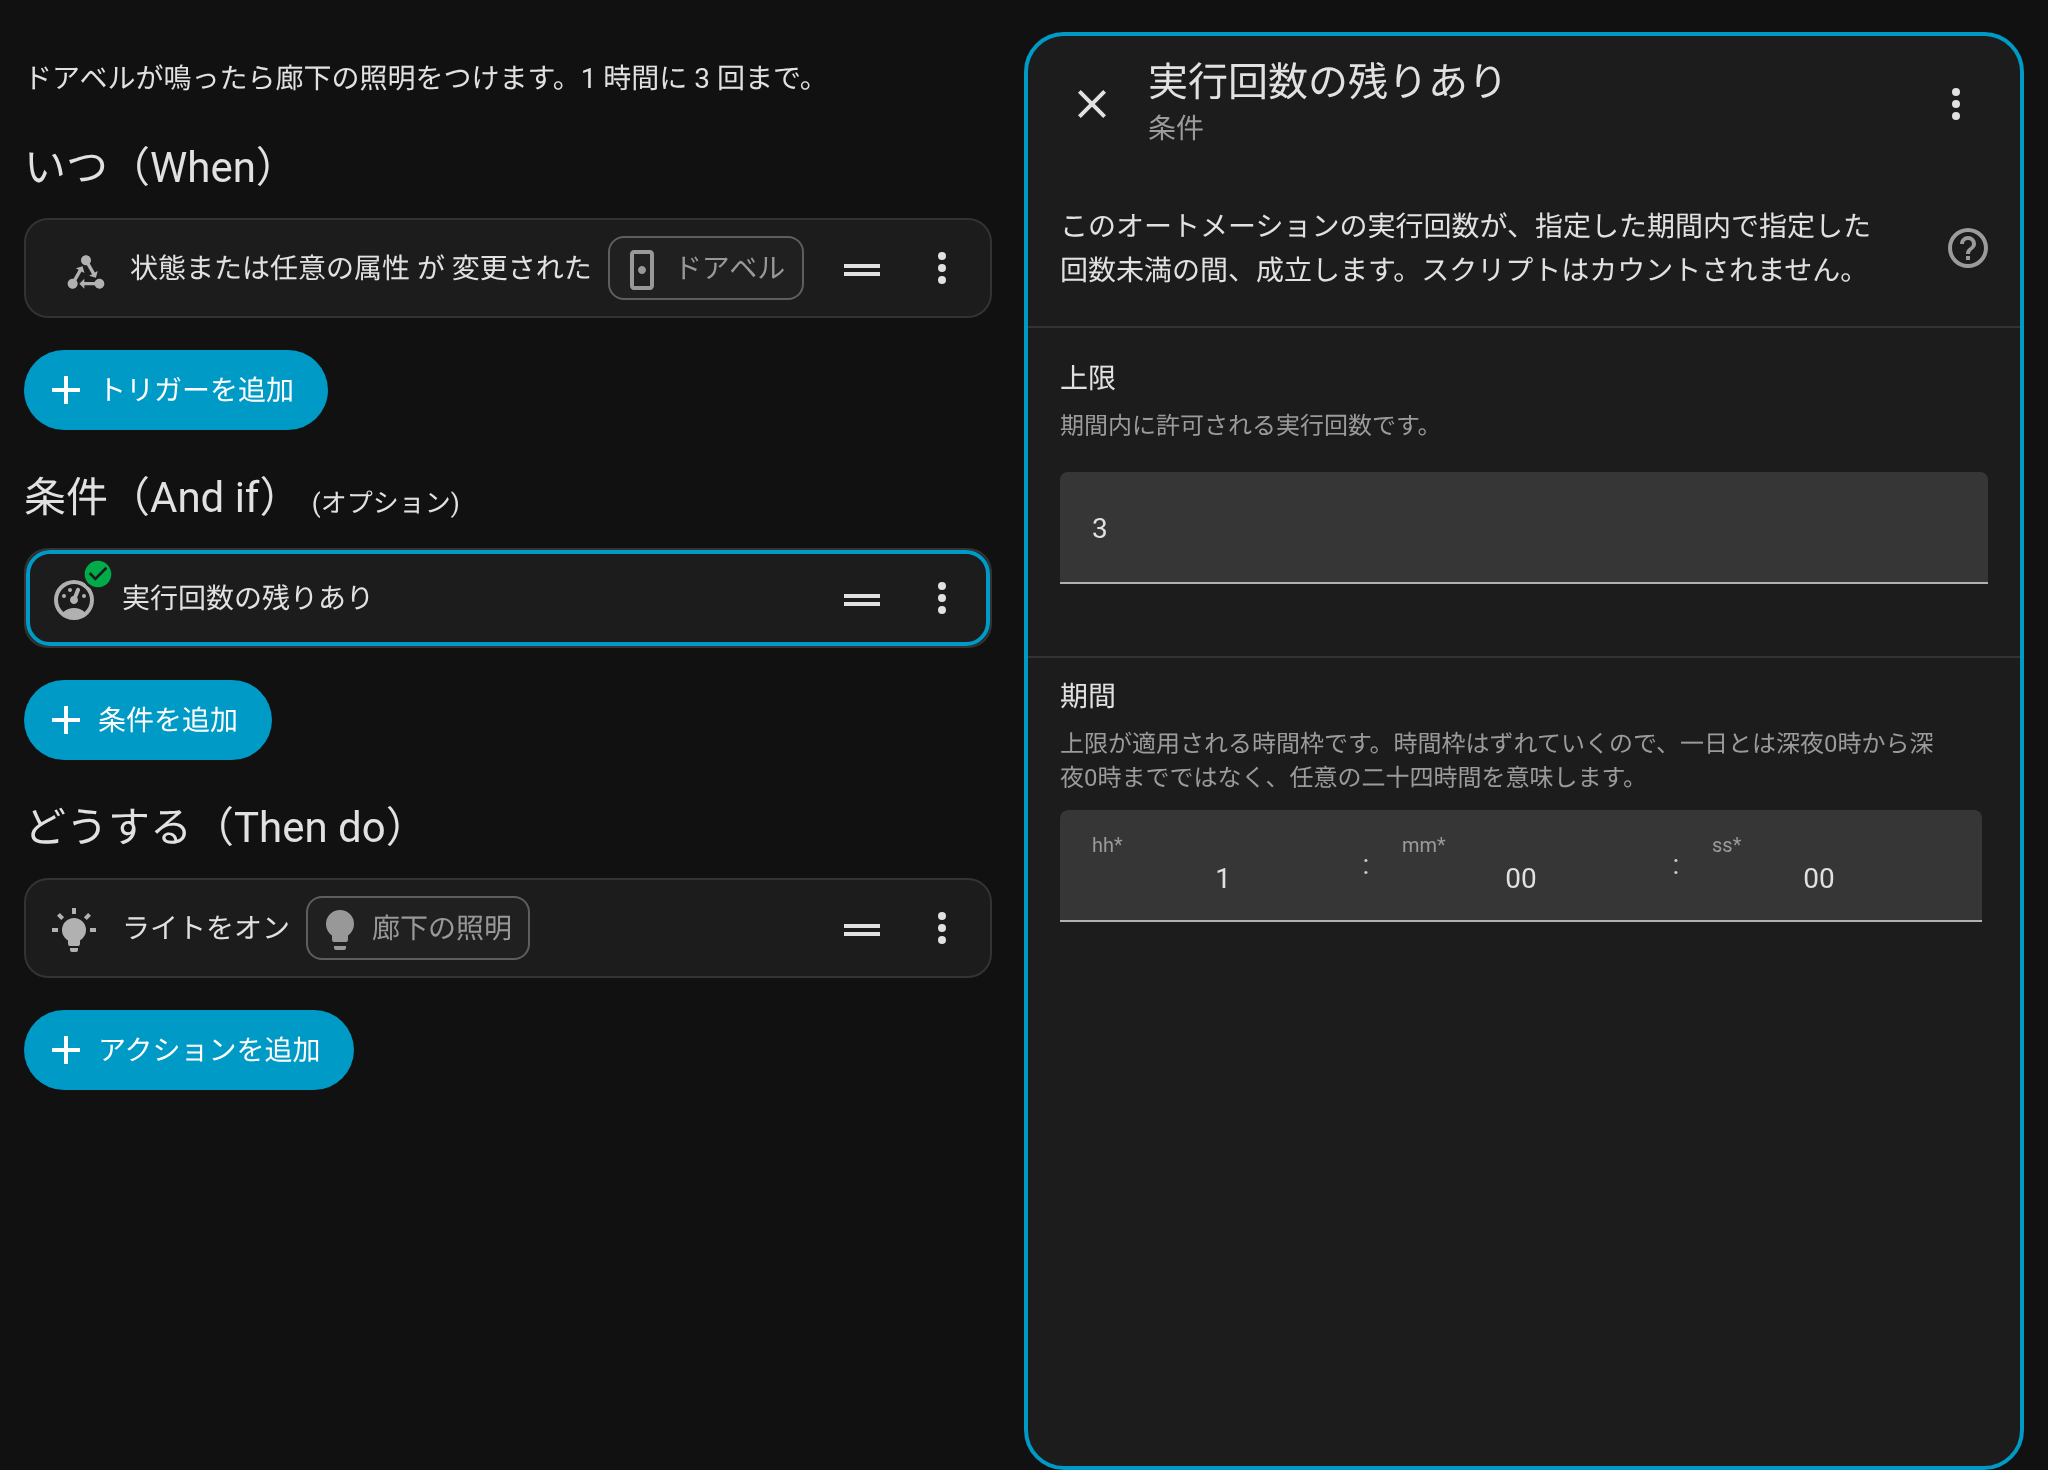 ドアベルが鳴ったら廊下の照明をつけます。1 時間に 3 回まで。
いつ（When）
状態または任意の属性 が 変更された ドアベル
トリガーを追加
条件（And if） (オプション)
実行回数の残りあり
条件を追加
どうする（Then do）
ライトをオン 廊下の照明
アクションを追加
実行回数の残りあり
条件
このオートメーションの実行回数が、指定した期間内で指定した
回数未満の間、成立します。スクリプトはカウントされません。
上限
期間内に許可される実行回数です。
3
期間
上限が適用される時間枠です。時間枠はずれていくので、一日とは深夜0時から深
夜0時までではなく、任意の二十四時間を意味します。
hh* mm* ss*
1 : 00 : 00